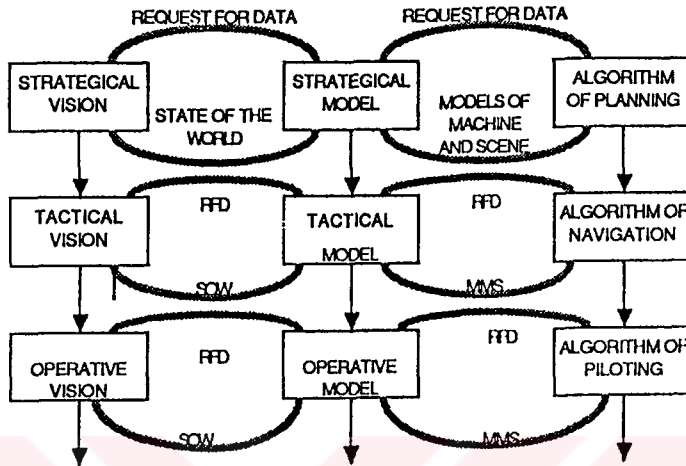 REQUEST FOR DATA
REQUEST FOR DATA
STRATEGICAL
VISION
STRATEGICAL
MODEL
ALGORITHM
OF PLANNING
STATE OF THE
WORLD
MODELS OF
MACHINE
AND SCENE
TACTICAL
VISION
RFD
TACTICAL
MODEL
RFD
ALGORITHM OF
NAVIGATION
SOW
MMS
OPERATIVE
VISION
RFD
OPERATIVE
MODEL
RFD
ALGORITHM OF
PILOTING
SOW
MMS